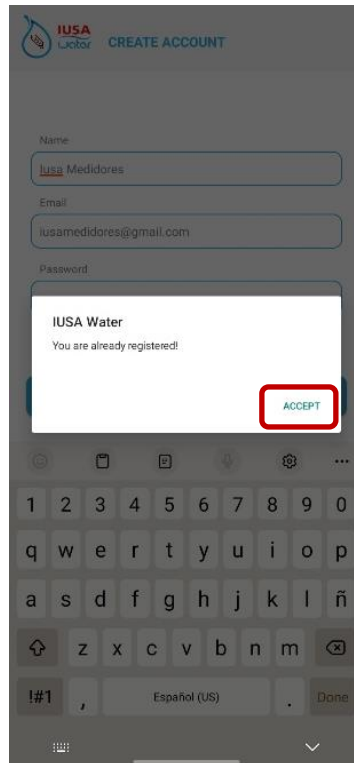 IUSA
water
CREATE ACCOUNT
Name
Iusa Medidores
Email
iusamedidores@gmail.com
Password
IUSA Water
You are already registered!
ACCEPT
1 2 3 4 5 6 7 8 9 0
q w e r t y u i o p
a s d f g h j k l ñ
z x c v b n m
!#1 , Español (US) . Done